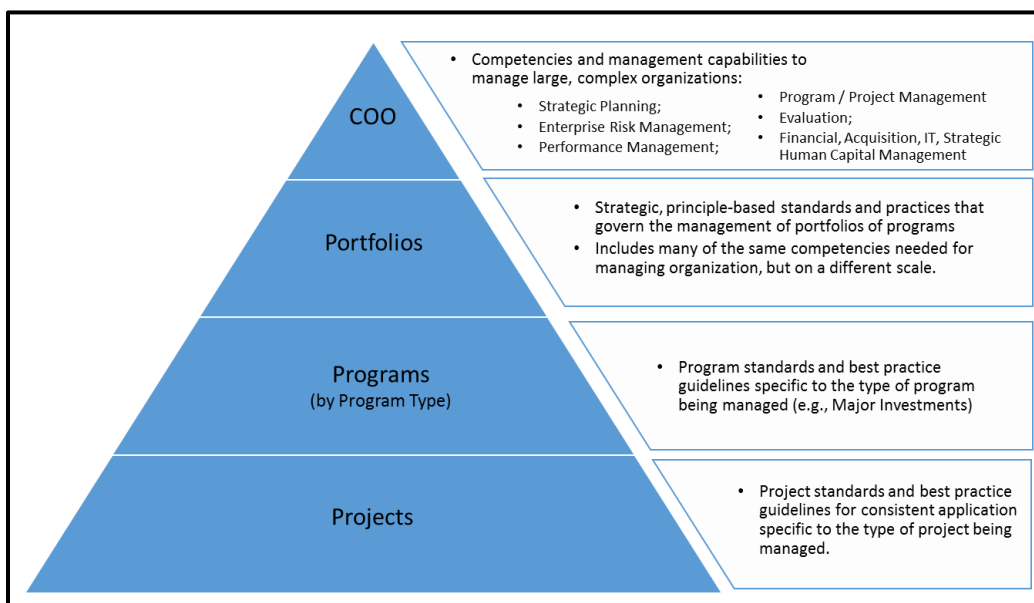 COO
• Competencies and management capabilities to
manage large, complex organizations:
• Strategic Planning;
• Enterprise Risk Management;
• Performance Management;
• Program / Project Management
• Evaluation;
• Financial, Acquisition, IT, Strategic
Human Capital Management
Portfolios
• Strategic, principle-based standards and practices that
govern the management of portfolios of programs
• Includes many of the same competencies needed for
managing organization, but on a different scale.
Programs
(by Program Type)
• Program standards and best practice
guidelines specific to the type of program
being managed (e.g., Major Investments)
Projects
• Project standards and best practice
guidelines for consistent application
specific to the type of project being
managed.